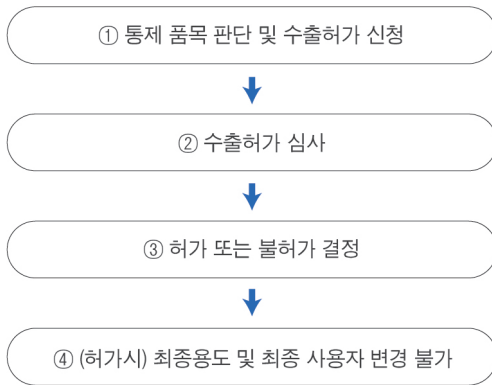 ① 통제 품목 판단 및 수출허가 신청
② 수출허가 심사
③ 허가 또는 불허가 결정
④ (허가시) 최종용도 및 최종 사용자 변경 불가